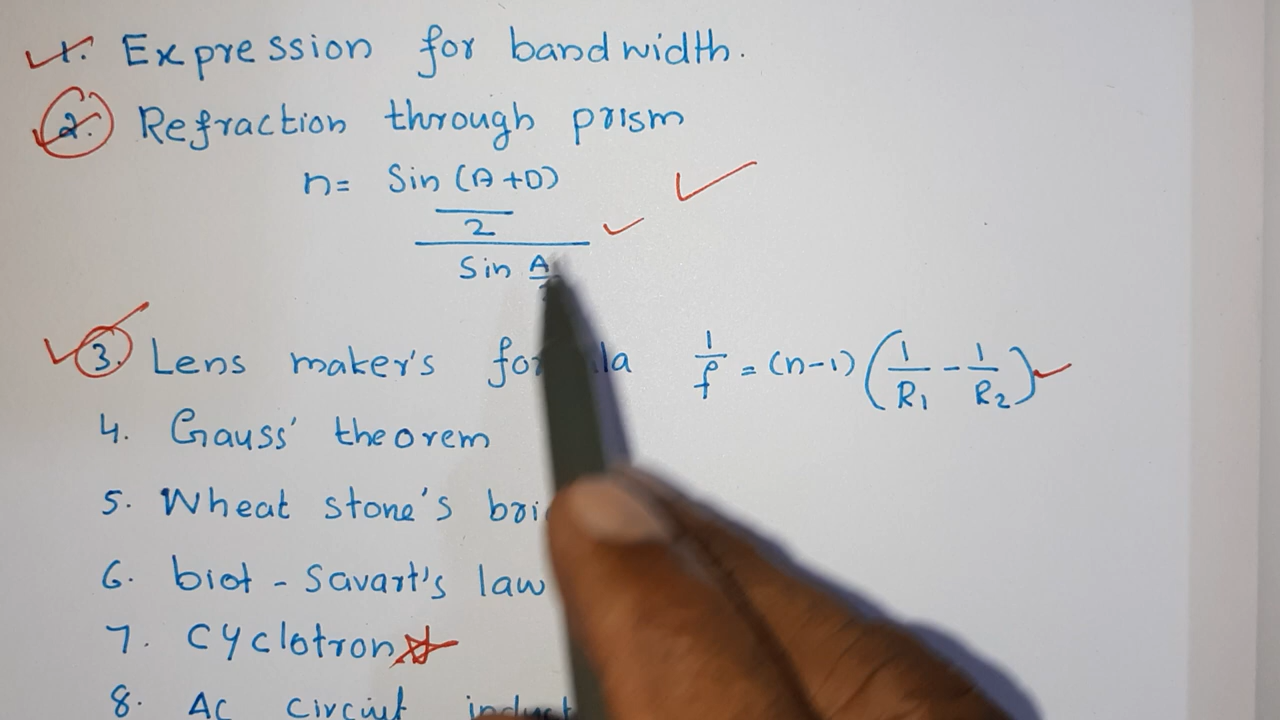 1. Expression for bandwidth.
2. Refraction through prism
n= Sin (A+D)
2
Sin A
3. Lens maker's 1/f = (n-1) (1/R1 - 1/R2)
4. Gauss' theorem
5. Wheat stone's
6. biot - Savart's law
7. Cyclotron
8. Ac circuit